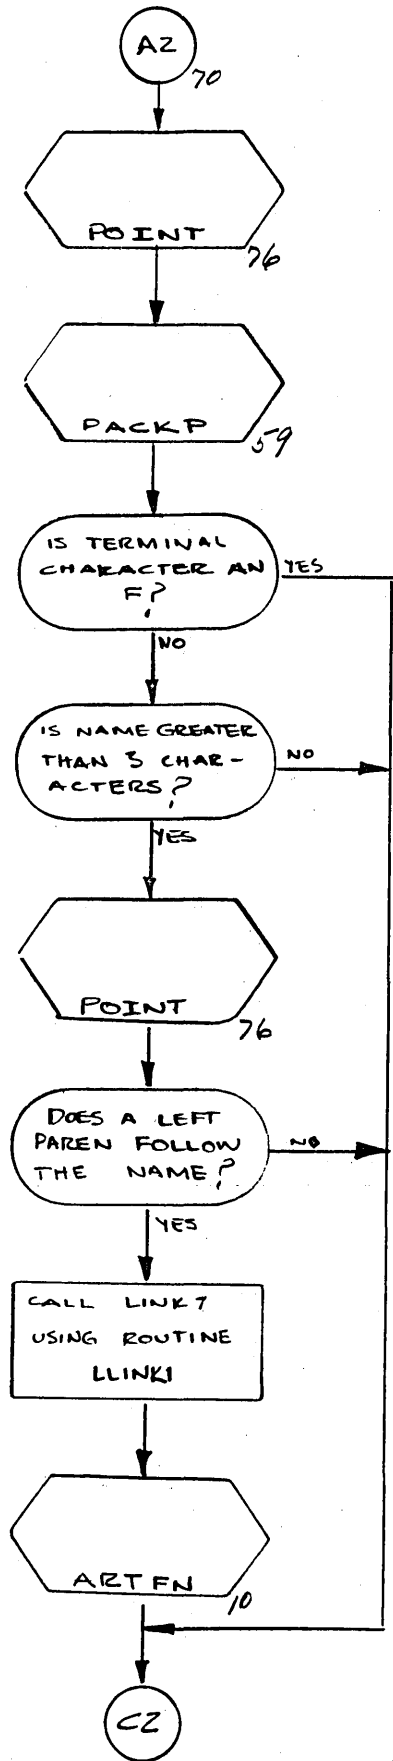 A2
70
POINT
76
PACKP
59
IS TERMINAL
CHARACTER AN
F?
YES
NO
IS NAME GREATER
THAN 3 CHAR-
ACTERS?
NO
YES
POINT
76
DOES A LEFT
PAREN FOLLOW
THE NAME?
NO
YES
CALL LINK7
USING ROUTINE
LLINK1
ARTFN
10
C2